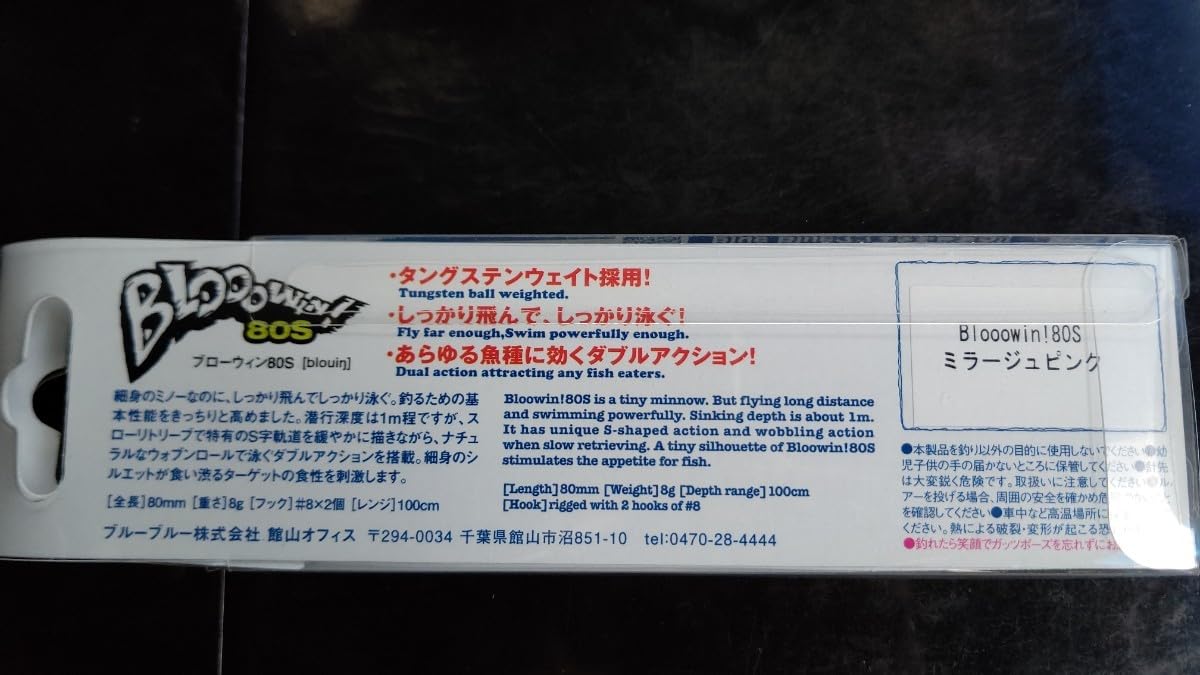 Blooowin!
80S
ブローウィン80S [blouiŋ]
・タングステンウェイト採用!
Tungsten ball weighted.
・しっかり飛んで、しっかり泳ぐ!
Fly far enough,Swim powerfully enough.
・あらゆる魚種に効くダブルアクション!
Dual action attracting any fish eaters.
細身のミノーなのに、しっかり飛んでしっかり泳ぐ。釣るための基
本性能をきっちりと高めました。潜行深度は1m程ですが、ス
ローリトリーブで特有のS字軌道を緩やかに描きながら、ナチュ
ラルなウォブンロールで泳ぐダブルアクションを搭載。細身のシ
ルエットが食い渋るターゲットの食性を刺激します。
[全長]80mm [重さ]8g [フック]#8×2個 [レンジ]100cm
Bloowin!80S is a tiny minnow. But flying long distance
and swimming powerfully. Sinking depth is about 1m.
It has unique S-shaped action and wobbling action
when slow retrieving. A tiny silhouette of Bloowin!80S
stimulates the appetite for fish.
[Length]80mm [Weight]8g [Depth range]100cm
[Hook]rigged with 2 hooks of #8
ブルーブルー株式会社 館山オフィス 〒294-0034 千葉県館山市沼851-10 tel:0470-28-4444
Blooowin!80S
ミラージュピンク
●本製品を釣り以外の目的に使用しないでください●幼
児子供の手の届かないところに保管してください●針先
は大変鋭く危険です。取扱いに注意してください●ル
アーを投げる場合、周囲の安全を確かめ危
を確認してください●車中など高温場所に
ください。熱による破裂・変形が起こる恐
●釣れたら笑顔でガッツポーズを忘れずに